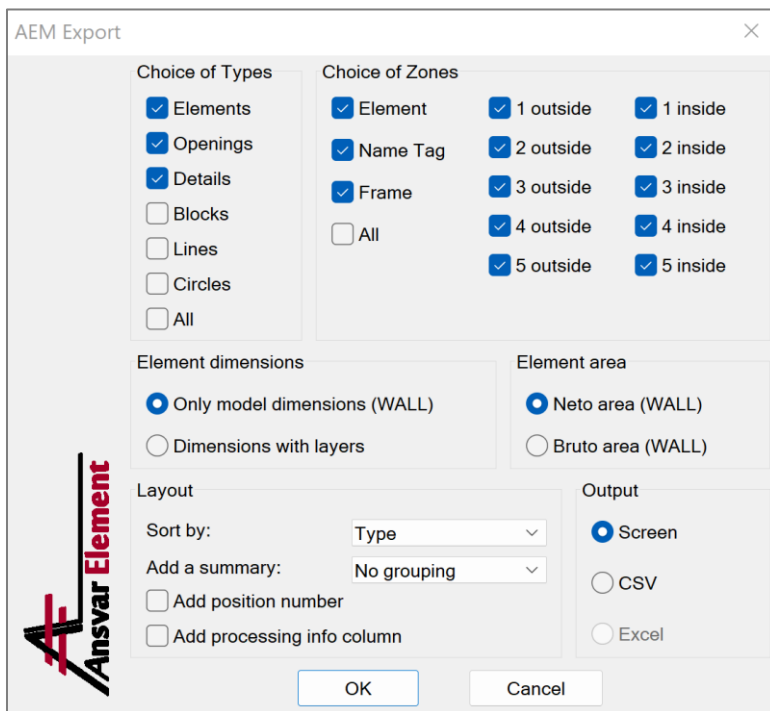 AEM Export
Choice of Types
Elements
Openings
Details
Blocks
Lines
Circles
All
Choice of Zones
Element
Name Tag
Frame
All
1 outside
2 outside
3 outside
4 outside
5 outside
1 inside
2 inside
3 inside
4 inside
5 inside
Element dimensions
Only model dimensions (WALL)
Dimensions with layers
Element area
Neto area (WALL)
Bruto area (WALL)
Layout
Sort by: Type
Add a summary: No grouping
Add position number
Add processing info column
Output
Screen
CSV
Excel
Ansvar Element
OK
Cancel